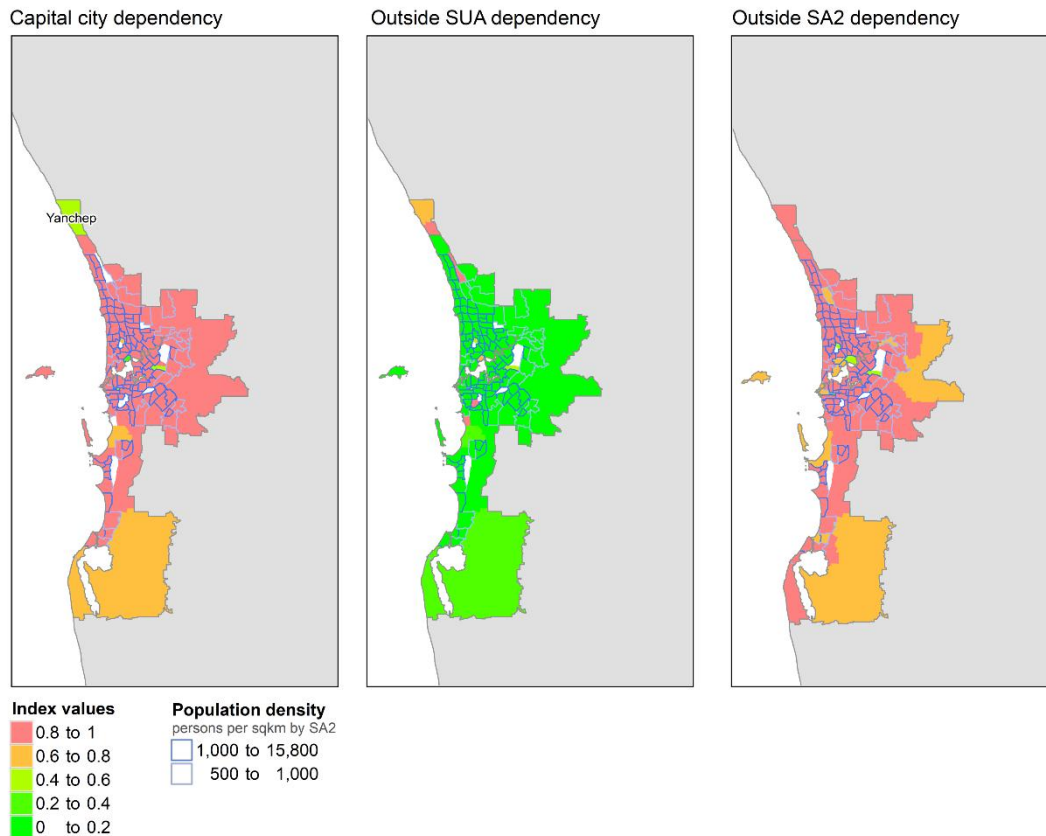 Capital city dependency
Outside SUA dependency
Outside SA2 dependency
Yanchep
Index values
0.8 to 1
0.6 to 0.8
0.4 to 0.6
0.2 to 0.4
0 to 0.2
Population density
persons per sqkm by SA2
1,000 to 15,800
500 to 1,000